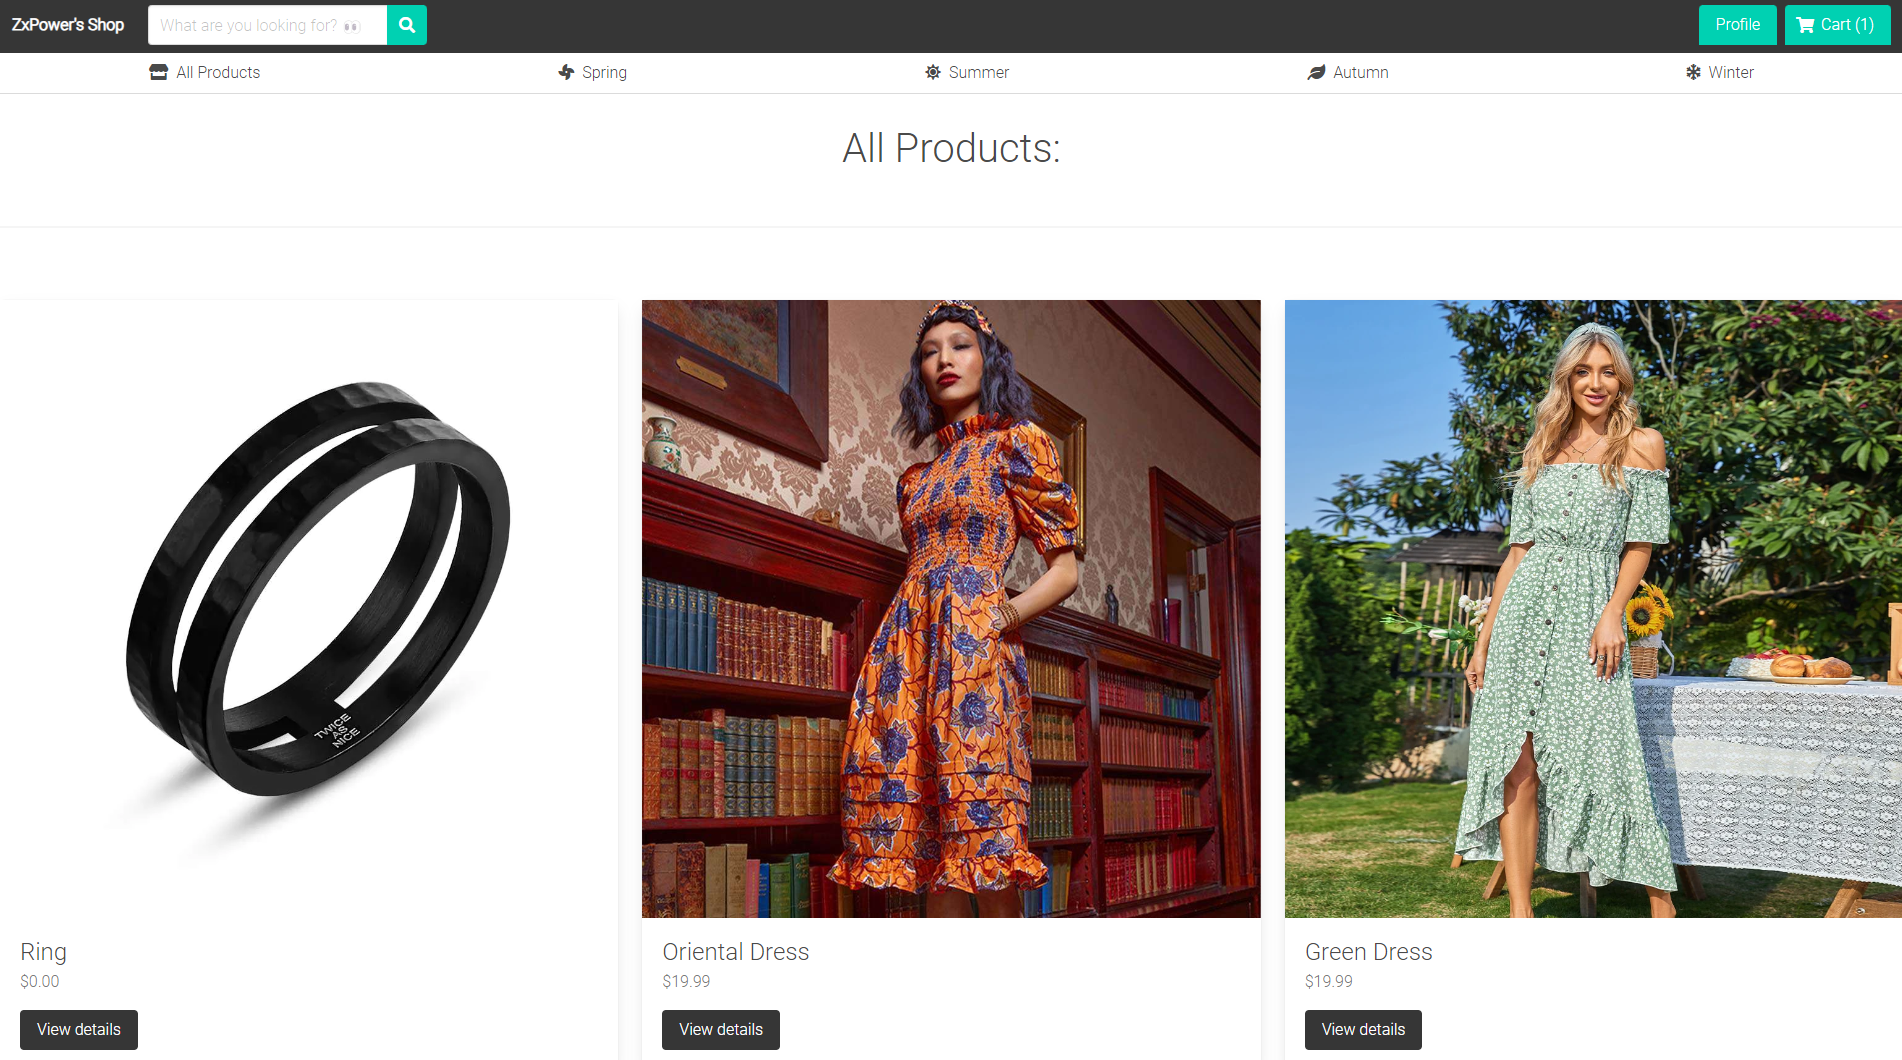 ZxPower's Shop
What are you looking for? 👀
Profile
Cart (1)
All Products
Spring
Summer
Autumn
Winter
All Products:
TWICE
AS
NICE
Ring
$0.00
View details
Oriental Dress
$19.99
View details
Green Dress
$19.99
View details